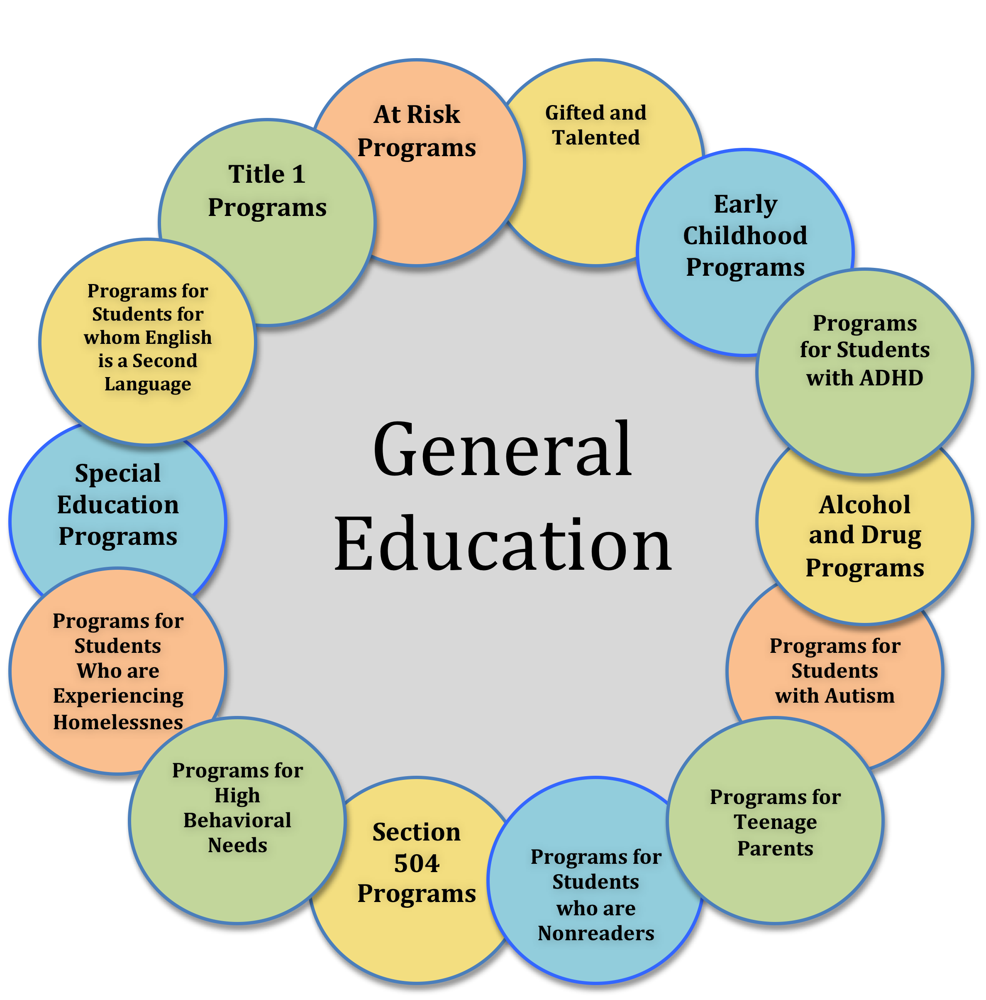 At Risk
Programs
Gifted and
Talented
Early
Childhood
Programs
Programs
for Students
with ADHD
Alcohol
and Drug
Programs
Programs for
Students
with Autism
Programs for
Teenage
Parents
Programs for
Students
who are
Nonreaders
Section
504
Programs
Programs for
High
Behavioral
Needs
Programs for
Students
Who are
Experiencing
Homelessnes
Special
Education
Programs
Programs for
Students for
whom English
is a Second
Language
Title 1
Programs
General
Education